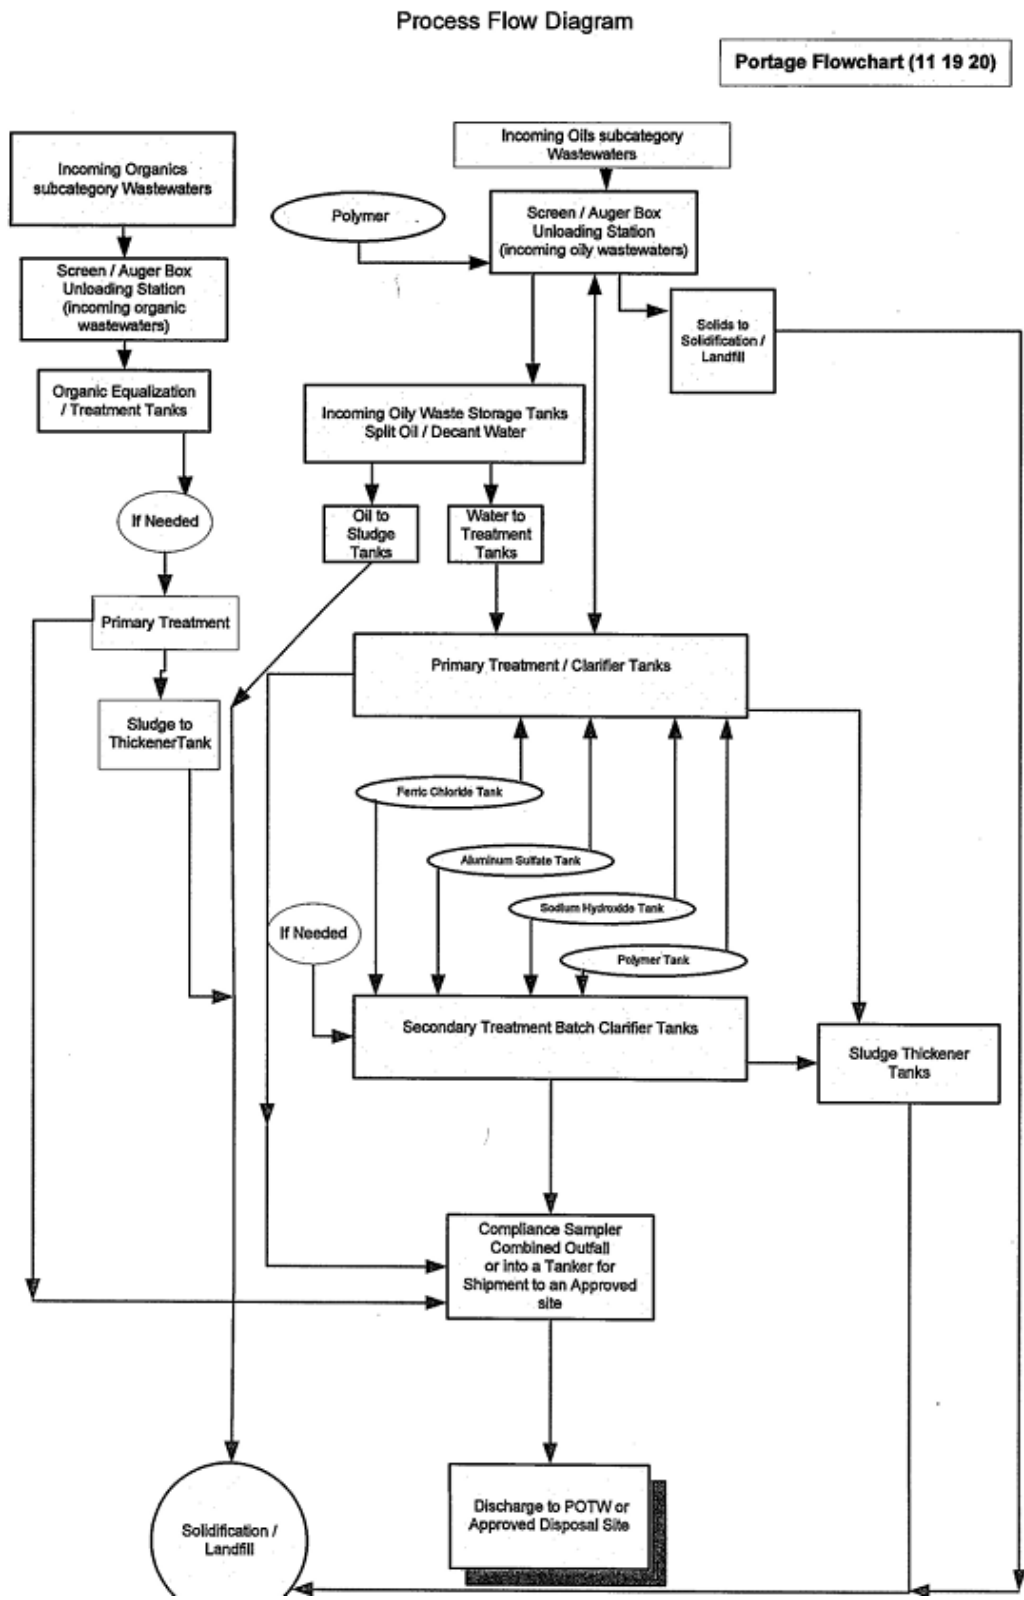 Process Flow Diagram
Portage Flowchart (11 19 20)
Incoming Organics
subcategory Wastewaters
Incoming Oils subcategory
Wastewaters
Polymer
Screen / Auger Box
Unloading Station
(incoming oily wastewaters)
Screen / Auger Box
Unloading Station
(incoming organic
wastewaters)
Solids to
Solidification /
Landfill
Organic Equalization
/ Treatment Tanks
Incoming Oily Waste Storage Tanks
Split Oil / Decant Water
If Needed
Oil to
Sludge
Tanks
Water to
Treatment
Tanks
Primary Treatment
Primary Treatment / Clarifier Tanks
Sludge to
ThickenerTank
Ferric Chloride Tank
Aluminum Sulfate Tank
Sodium Hydroxide Tank
If Needed
Polymer Tank
Secondary Treatment Batch Clarifier Tanks
Sludge Thickener
Tanks
Compliance Sampler
Combined Outfall
or into a Tanker for
Shipment to an Approved
site
Discharge to POTW or
Approved Disposal Site
Solidification /
Landfill